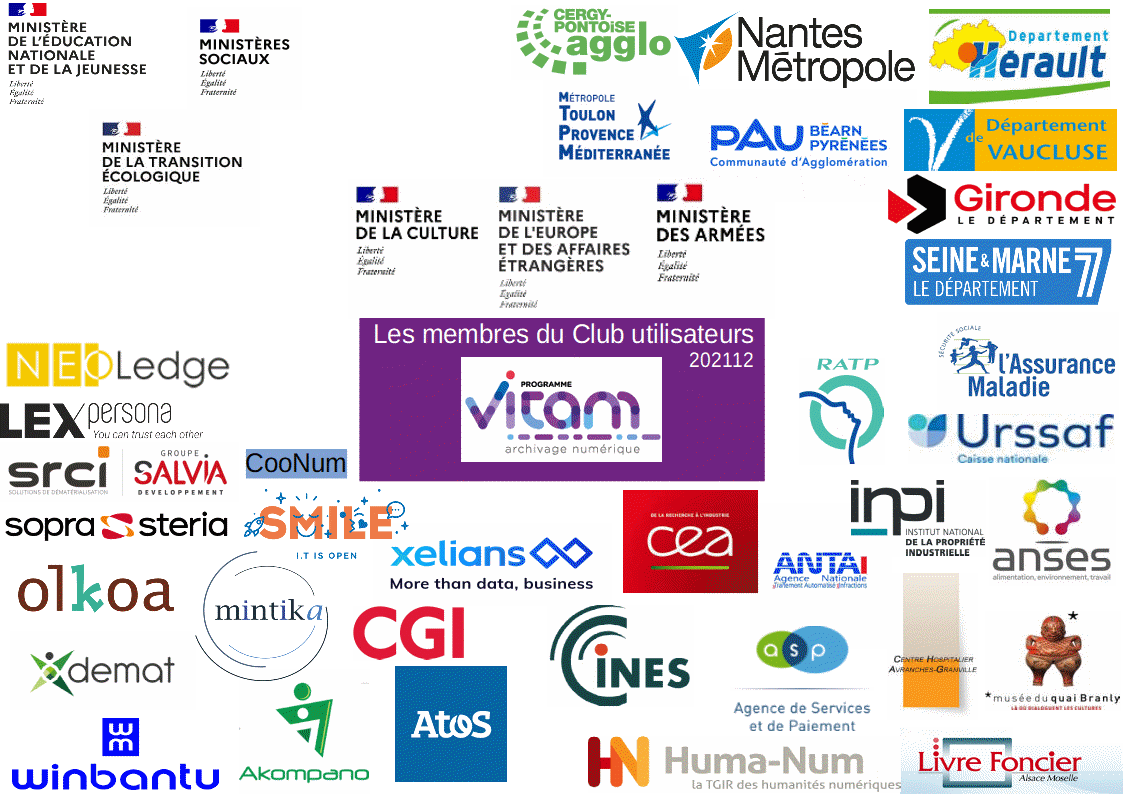 MINISTÈRE
DE L'ÉDUCATION
NATIONALE
ET DE LA JEUNESSE
Liberté
Égalité
Fraternité
MINISTÈRES
SOCIAUX
Liberté
Égalité
Fraternité
MINISTÈRE
DE LA TRANSITION
ÉCOLOGIQUE
Liberté
Égalité
Fraternité
CERGY-
PONTOISE
agglo
Nantes
Métropole
Département
Hérault
MÉTROPOLE
TOULON
PROVENCE
MÉDITERRANÉE
PAU BÉARN
PYRÉNÉES
Communauté d'Agglomération
V de Département
VAUCLUSE
Gironde
LE DÉPARTEMENT
SEINE & MARNE 77
LE DÉPARTEMENT
MINISTÈRE
DE LA CULTURE
Liberté
Égalité
Fraternité
MINISTÈRE
DE L'EUROPE
ET DES AFFAIRES
ÉTRANGÈRES
Liberté
Égalité
Fraternité
MINISTÈRE
DES ARMÉES
Liberté
Égalité
Fraternité
Les membres du Club utilisateurs
202112
PROGRAMME
vitam
archivage numérique
NEOLedge
LEX persona
You can trust each other
srci
SOLUTIONS DE DÉMATÉRIALISATION
GROUPE
SALVIA
DEVELOPPEMENT
CooNum
sopra steria
SMILE
I.T IS OPEN
xelians
More than data, business
olkoa
mintika
CGI
xdemat
winbantu
Akompano
Atos
RATP
SÉCURITÉ SOCIALE
l'Assurance
Maladie
Urssaf
Caisse nationale
DE LA RECHERCHE À L'INDUSTRIE
cea
inpi
INSTITUT NATIONAL
DE LA PROPRIÉTÉ
INDUSTRIELLE
anses
alimentation, environnement, travail
ANTAI
Agence Nationale
Traitement Automatisé Infractions
CINES
asp
Agence de Services
et de Paiement
CENTRE HOSPITALIER
AVRANCHES-GRANVILLE
*
*musée du quai Branly
LÀ OÙ DIALOGUENT LES CULTURES
HN Huma-Num
la TGIR des humanités numériques
Livre Foncier
Alsace Moselle